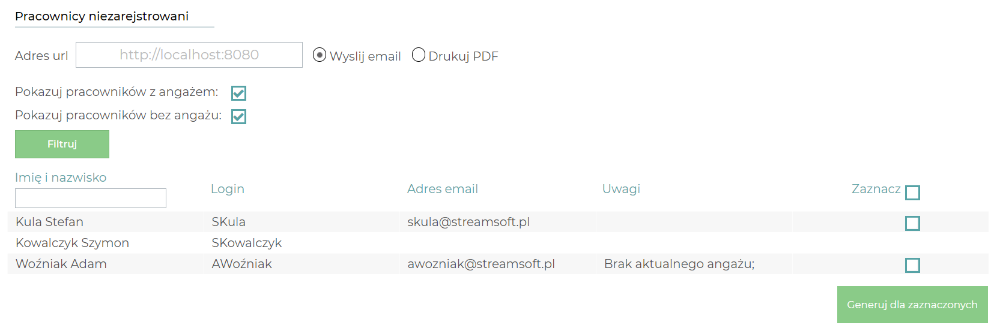 Pracownicy niezarejstrowani
Adres url http://localhost:8080 Wyslij email Drukuj PDF
Pokazuj pracowników z angażem:
Pokazuj pracowników bez angażu:
Filtruj
Imię i nazwisko Login Adres email Uwagi Zaznacz
Kula Stefan SKula skula@streamsoft.pl
Kowalczyk Szymon SKowalczyk
Woźniak Adam AWoźniak awozniak@streamsoft.pl Brak aktualnego angażu;
Generuj dla zaznaczonych